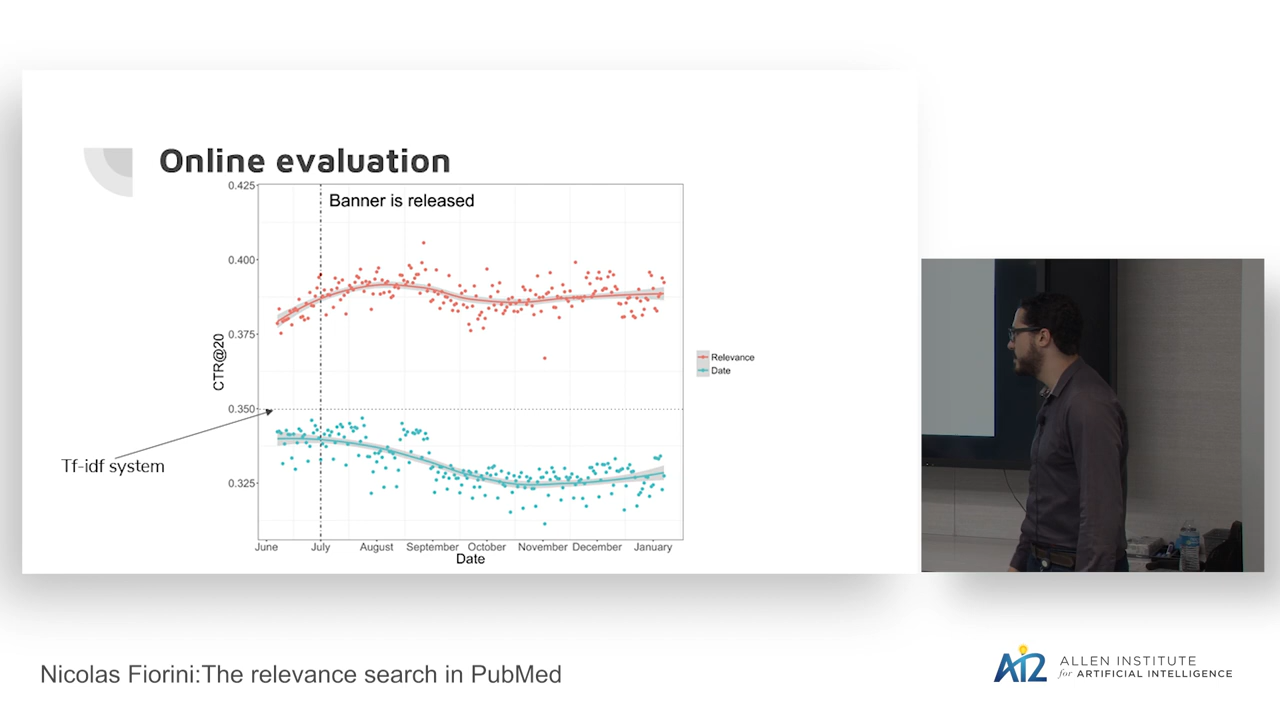 Online evaluation
0.425
Banner is released
0.400
0.375
CTR@20
Relevance
Date
0.350
Tf-idf system
0.325
June July August September October November December January
Date
Nicolas Fiorini:The relevance search in PubMed
AI2
ALLEN INSTITUTE
for ARTIFICIAL INTELLIGENCE